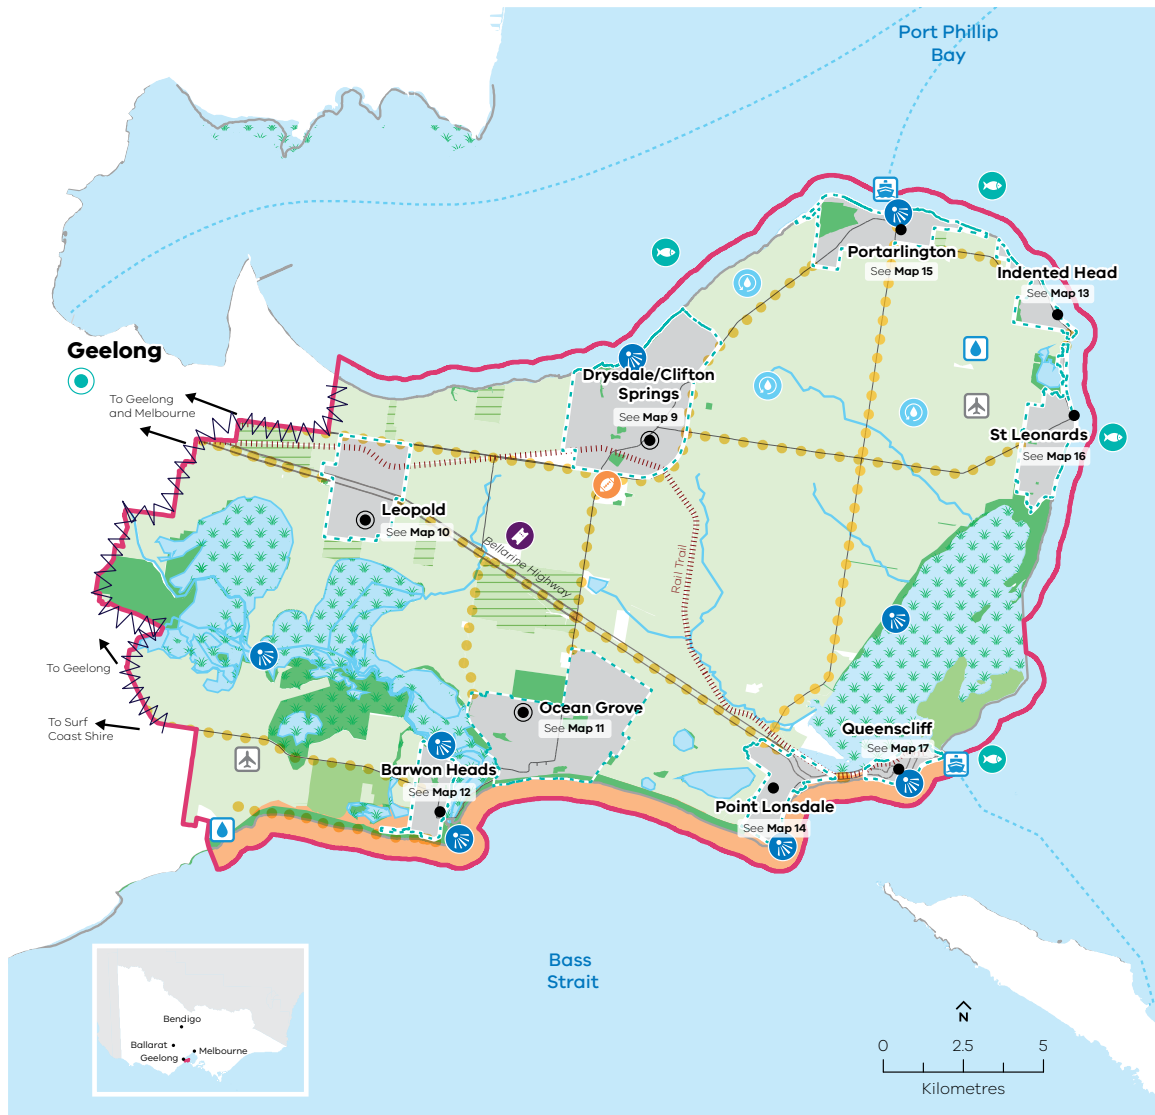 Port Phillip
Bay
Portarlington
See Map 15
Indented Head
See Map 13
Geelong
To Geelong
and Melbourne
Drysdale/Clifton
Springs
See Map 9
St Leonards
See Map 16
Leopold
See Map 10
Bellarine Highway
Rail Trail
To Geelong
To Surf
Coast Shire
Ocean Grove
See Map 11
Queenscliff
See Map 17
Barwon Heads
See Map 12
Point Lonsdale
See Map 14
Bass
Strait
Bendigo
Ballarat
Melbourne
Geelong
N
0 2.5 5
Kilometres